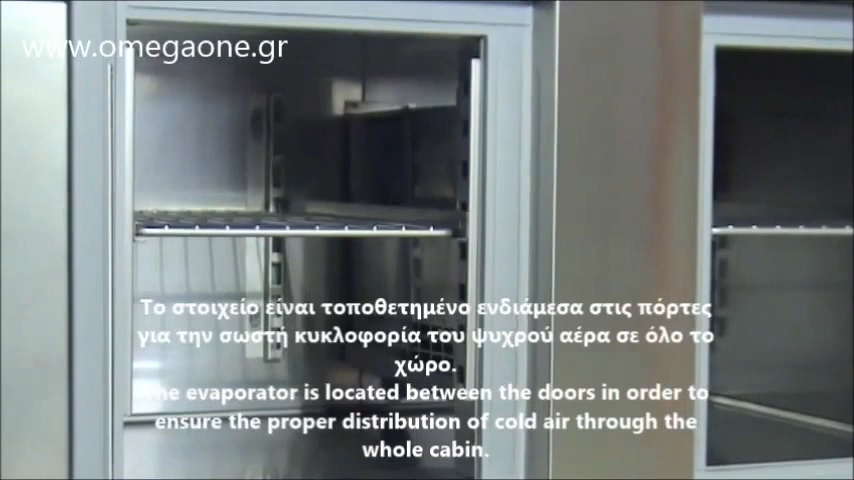 www.omegaone.gr
Το στοιχείο είναι τοποθετημένο ενδιάμεσα στις πόρτες
για την σωστή κυκλοφορία του ψυχρού αέρα σε όλο το
χώρο.
The evaporator is located between the doors in order to
ensure the proper distribution of cold air through the
whole cabin.